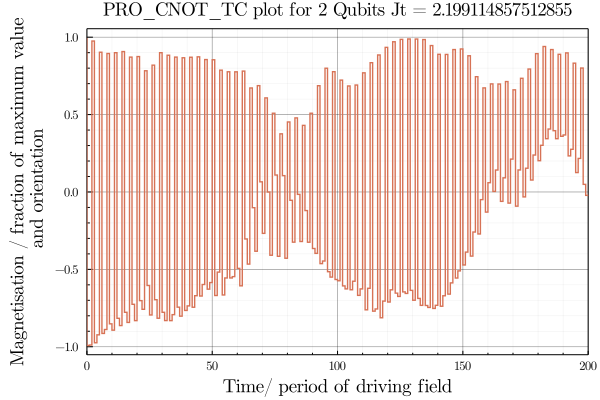 PRO_CNOT_TC plot for 2 Qubits Jt = 2.199114857512855
Magnetisation / fraction of maximum value
and orientation
1.0
0.5
0.0
−0.5
−1.0
0 50 100 150 200
Time/ period of driving field